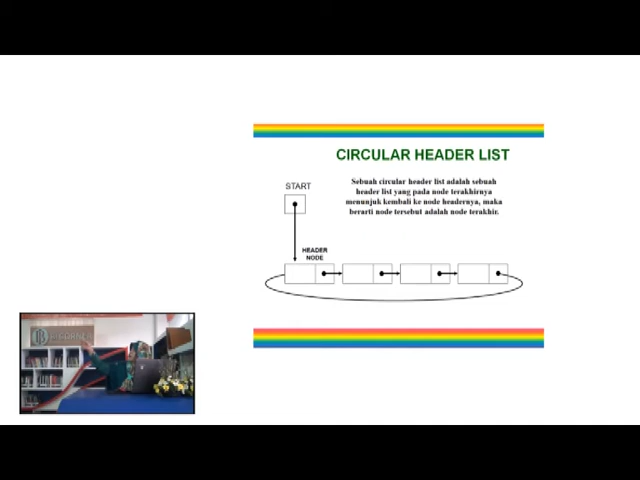 CIRCULAR HEADER LIST
Sebuah circular header list adalah sebuah
header list yang pada node terakhirnya
menunjuk kembali ke node headernya, maka
berarti node tersebut adalah node terakhir.
START
HEADER
NODE